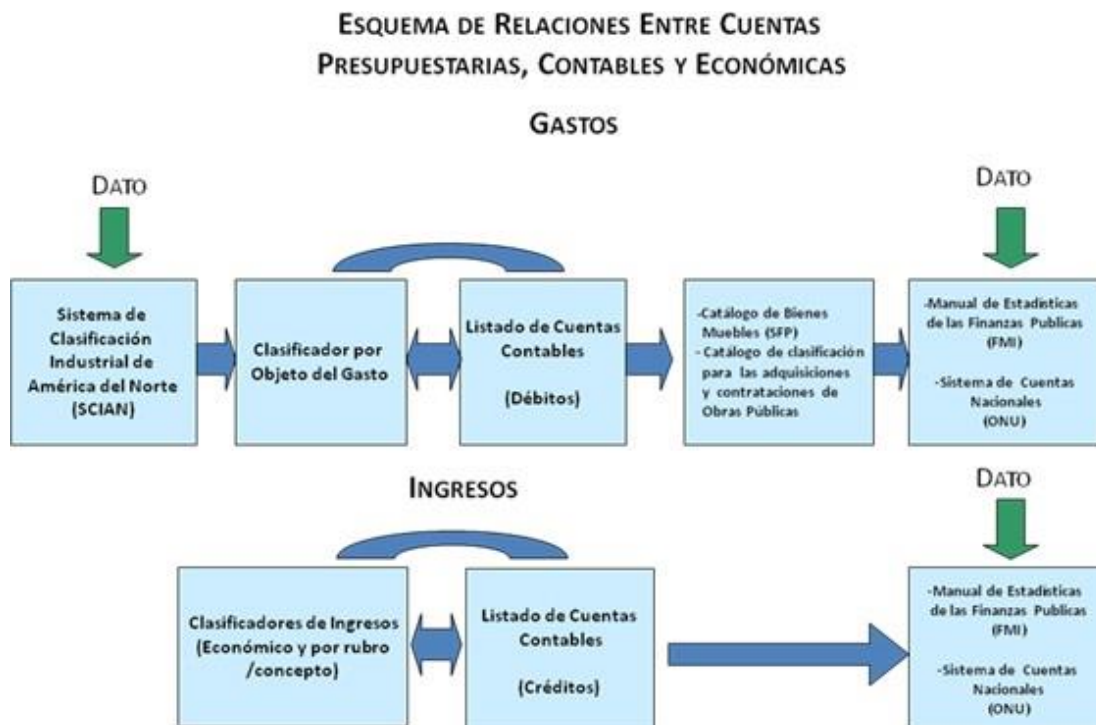 ESQUEMA DE RELACIONES ENTRE CUENTAS
PRESUPUESTARIAS, CONTABLES Y ECONÓMICAS
GASTOS
DATO
DATO
Sistema de
Clasificación
Industrial de
América del Norte
(SCIAN)
Clasificador por
Objeto del Gasto
Listado de Cuentas
Contables
(Débitos)
-Catálogo de Bienes
Muebles (SFP)
- Catálogo de clasificación
para las adquisiciones
y contrataciones de
Obras Públicas
-Manual de Estadísticas
de las Finanzas Publicas
(FMI)
-Sistema de Cuentas
Nacionales
(ONU)
INGRESOS
DATO
Clasificadores de Ingresos
(Económico y por rubro
/concepto)
Listado de Cuentas
Contables
(Créditos)
-Manual de Estadísticas
de las Finanzas Publicas
(FMI)
-Sistema de Cuentas
Nacionales
(ONU)